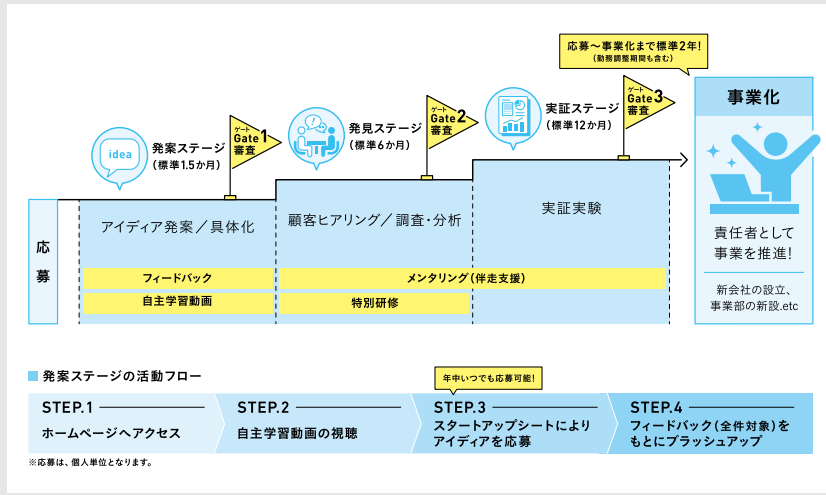 応募～事業化まで標準2年!
(勤務調整期間も含む)
idea
発案ステージ
(標準1.5か月)
ゲート
Gate1
審査
発見ステージ
(標準6か月)
ゲート
Gate2
審査
実証ステージ
(標準12か月)
ゲート
Gate3
審査
事業化
責任者として
事業を推進!
新会社の設立、
事業部の新設.etc
応募
アイディア発案／具体化
顧客ヒアリング／調査・分析
実証実験
フィードバック
メンタリング(伴走支援)
自主学習動画
特別研修
発案ステージの活動フロー
年中いつでも応募可能!
STEP.1
ホームページへアクセス
STEP.2
自主学習動画の視聴
STEP.3
スタートアップシートにより
アイディアを応募
STEP.4
フィードバック(全件対象)を
もとにブラッシュアップ
※応募は、個人単位となります。